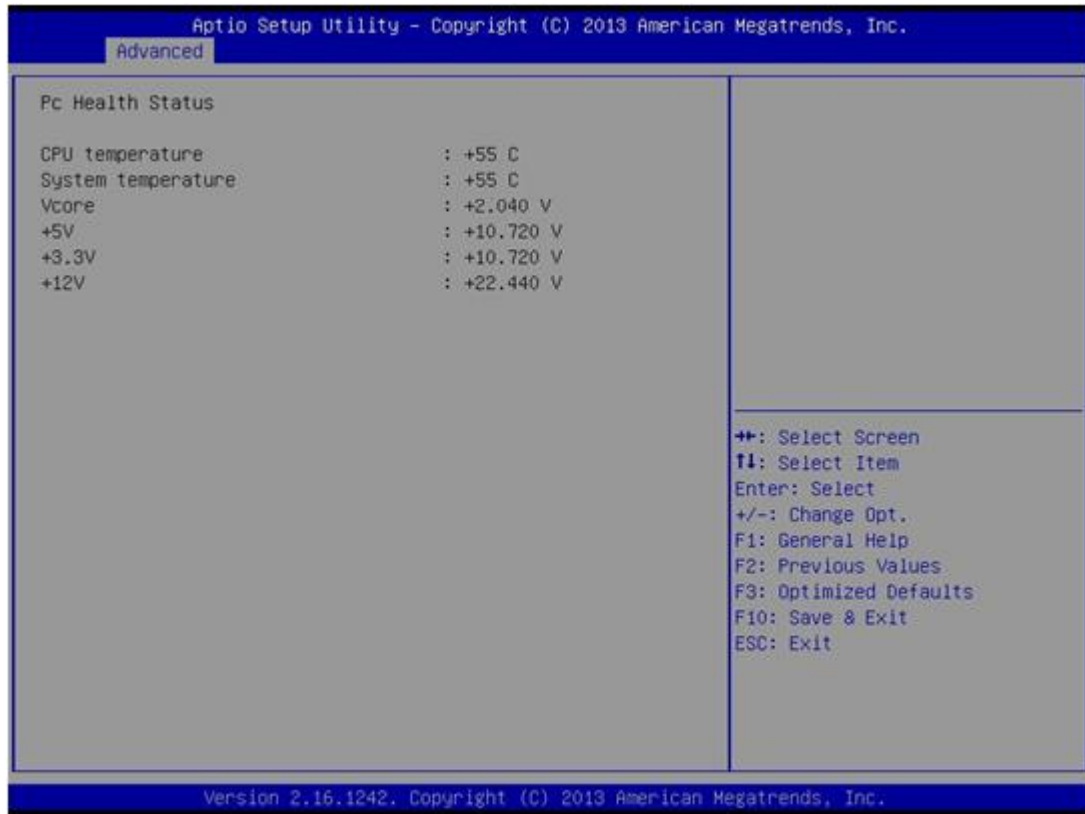 Aptio Setup Utility - Copyright (C) 2013 American Megatrends, Inc.
Advanced
Pc Health Status
CPU temperature : +55 C
System temperature : +55 C
Vcore : +2.040 V
+5V : +10.720 V
+3.3V : +10.720 V
+12V : +22.440 V
→←: Select Screen
↑↓: Select Item
Enter: Select
+/-: Change Opt.
F1: General Help
F2: Previous Values
F3: Optimized Defaults
F10: Save & Exit
ESC: Exit
Version 2.16.1242. Copyright (C) 2013 American Megatrends, Inc.